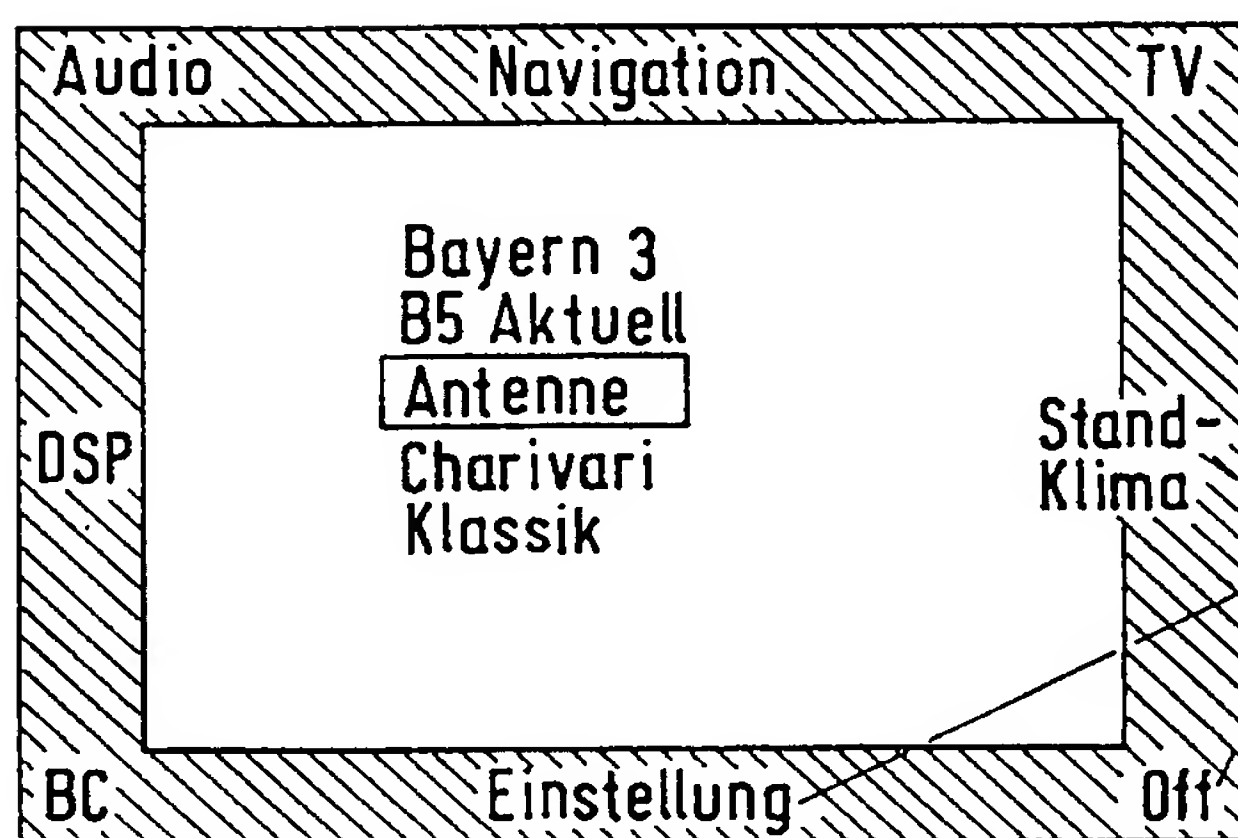 Audio Navigation TV
Bayern 3
B5 Aktuell
Antenne
DSP
Stand-
Klima
Charivari
Klassik
BC Einstellung Off